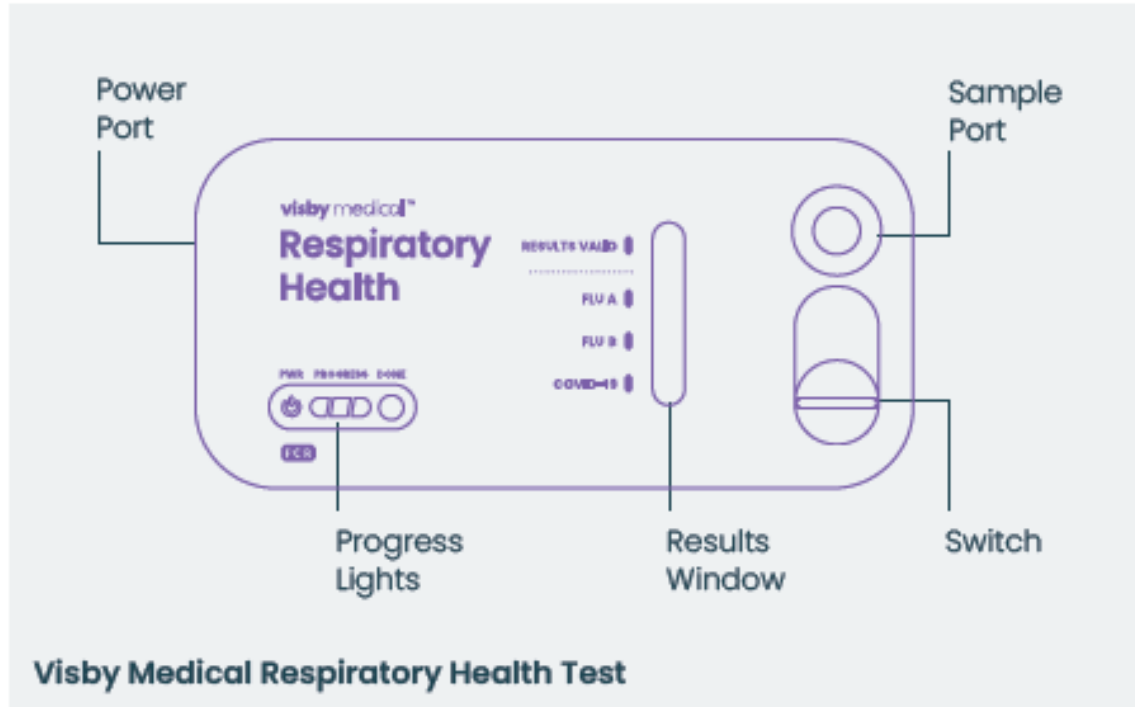 Power
Port
Sample
Port
visby medical™
Respiratory
Health
RESULTS VALID
FLU A
FLU B
COVID-19
PWR PROGRESS DONE
PCR
Progress
Lights
Results
Window
Switch
Visby Medical Respiratory Health Test